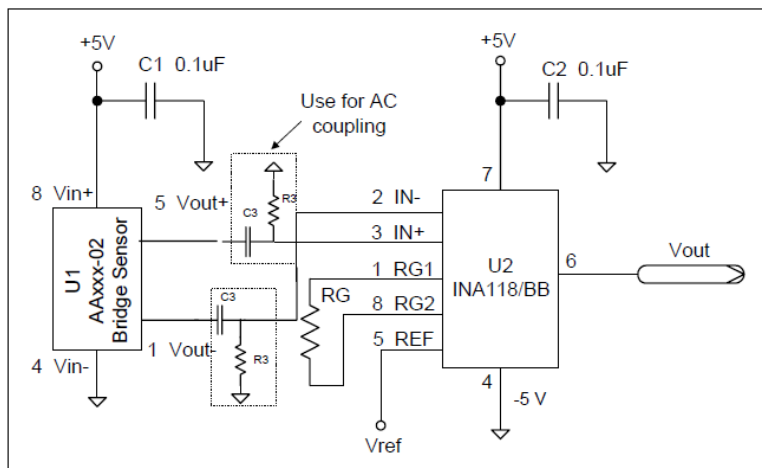 +5V
C1 0.1uF
+5V
C2 0.1uF
Use for AC
coupling
8 Vin+
5 Vout+
R3
C3
2 IN-
3 IN+
7
U1
AAxxx-02
Bridge Sensor
1 RG1
RG
8 RG2
5 REF
U2
INA118/BB
6
Vout
C3
R3
4 Vin-
1 Vout-
4
-5 V
Vref